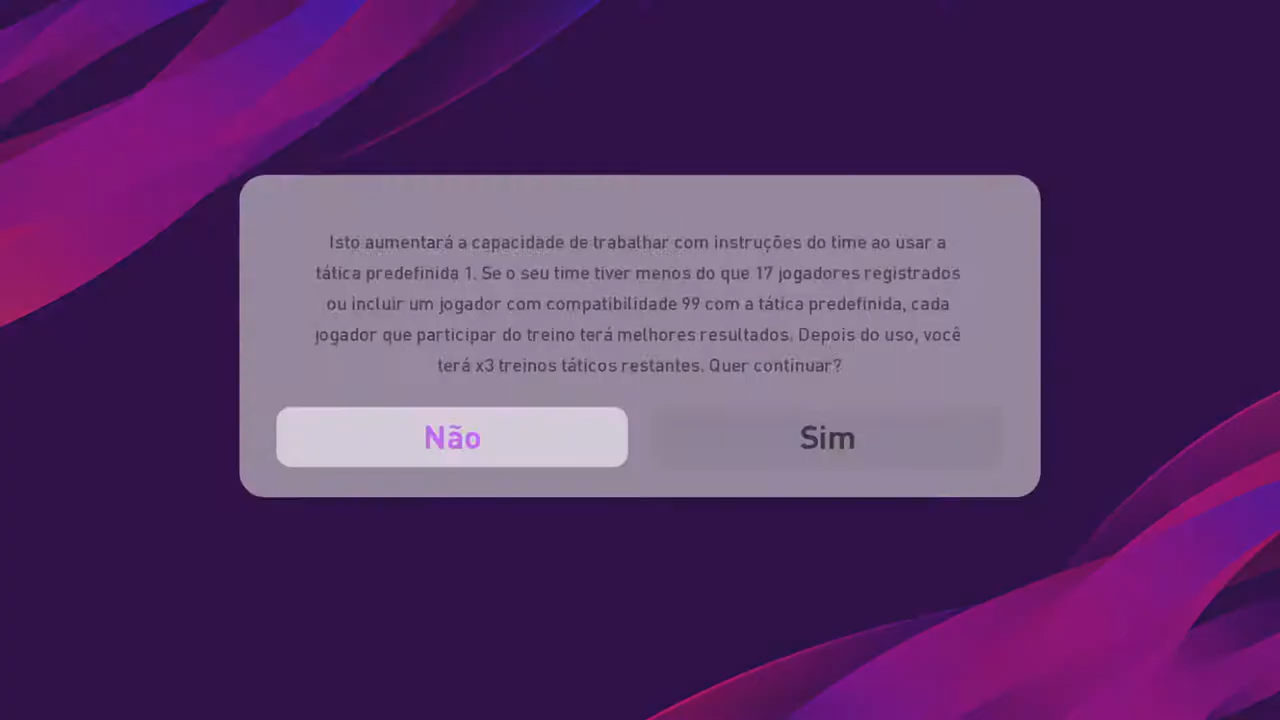 Isto aumentará a capacidade de trabalhar com instruções do time ao usar a
tática predefinida 1. Se o seu time tiver menos do que 17 jogadores registrados
ou incluir um jogador com compatibilidade 99 com a tática predefinida, cada
jogador que participar do treino terá melhores resultados. Depois do uso, você
terá x3 treinos táticos restantes. Quer continuar?
Não
Sim